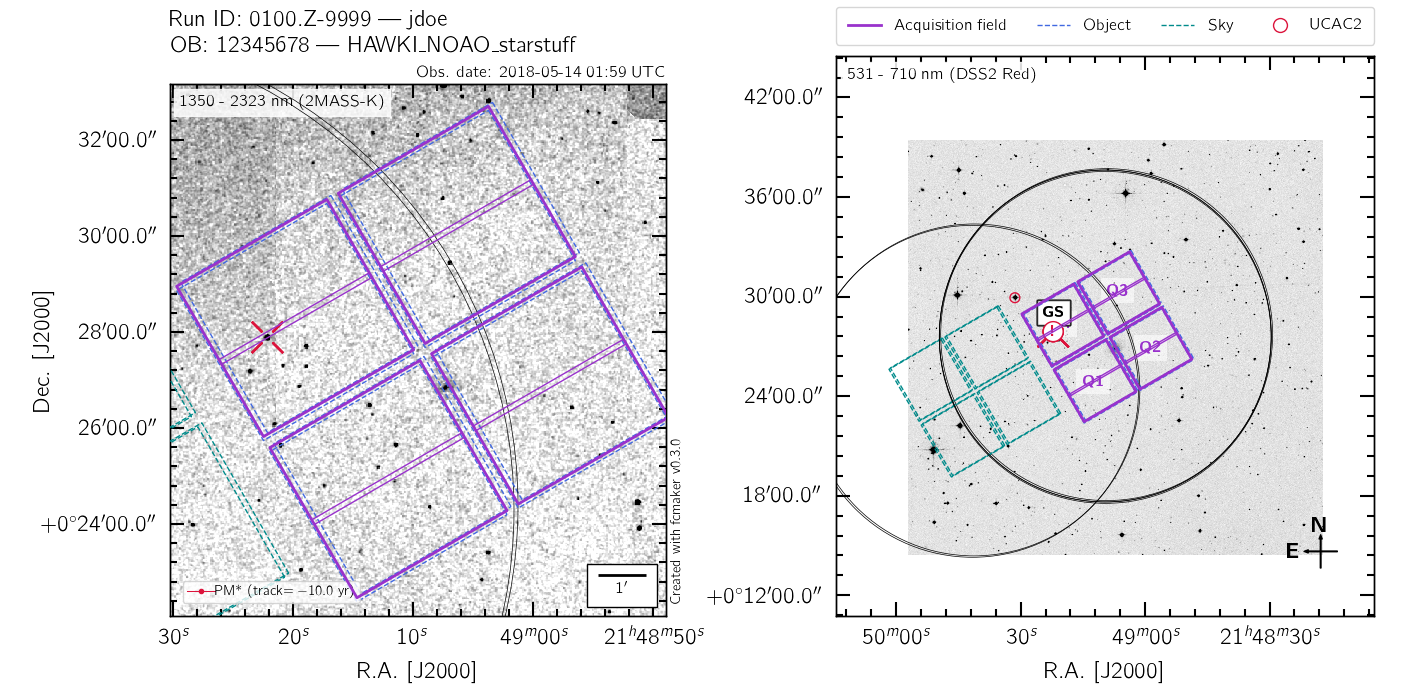 Run ID: 0100.Z-9999 — jdoe
OB: 12345678 — HAWKI_NOAO_starstuff
Obs. date: 2018-05-14 01:59 UTC
1350 - 2323 nm (2MASS-K)
32′00.0″
30′00.0″
28′00.0″
26′00.0″
+0°24′00.0″
Dec. [J2000]
PM* (track= −10.0 yr)
1′
Created with fcmaker v0.3.0
30s
20s
10s
49m00s
21h48m50s
R.A. [J2000]
Acquisition field
Object
Sky
UCAC2
531 - 710 nm (DSS2 Red)
42′00.0″
36′00.0″
30′00.0″
24′00.0″
18′00.0″
+0°12′00.0″
GS
!
Q3
Q2
Q1
N
E
50m00s
30s
49m00s
21h48m30s
R.A. [J2000]